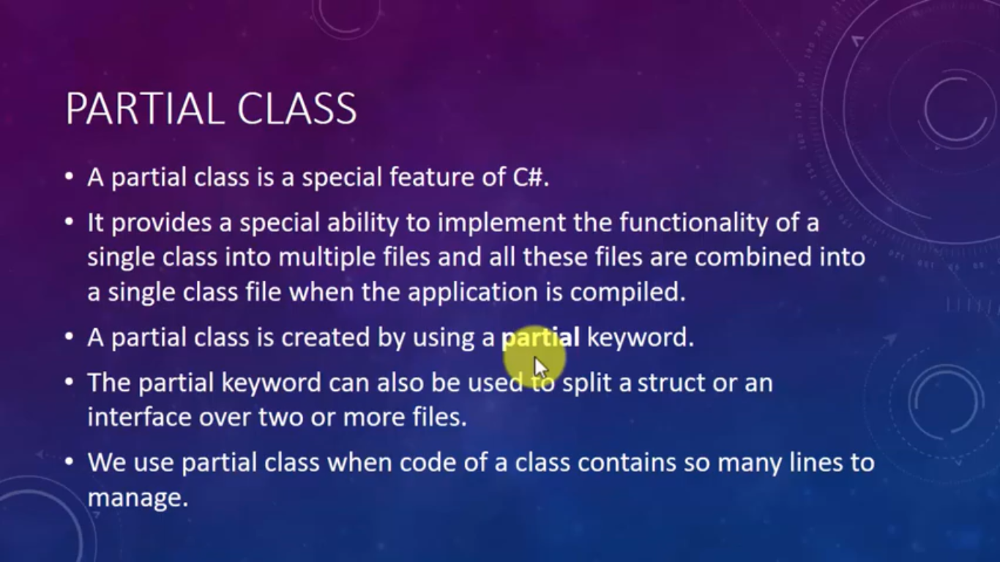 PARTIAL CLASS
• A partial class is a special feature of C#.
• It provides a special ability to implement the functionality of a
single class into multiple files and all these files are combined into
a single class file when the application is compiled.
• A partial class is created by using a partial keyword.
• The partial keyword can also be used to split a struct or an
interface over two or more files.
• We use partial class when code of a class contains so many lines to
manage.